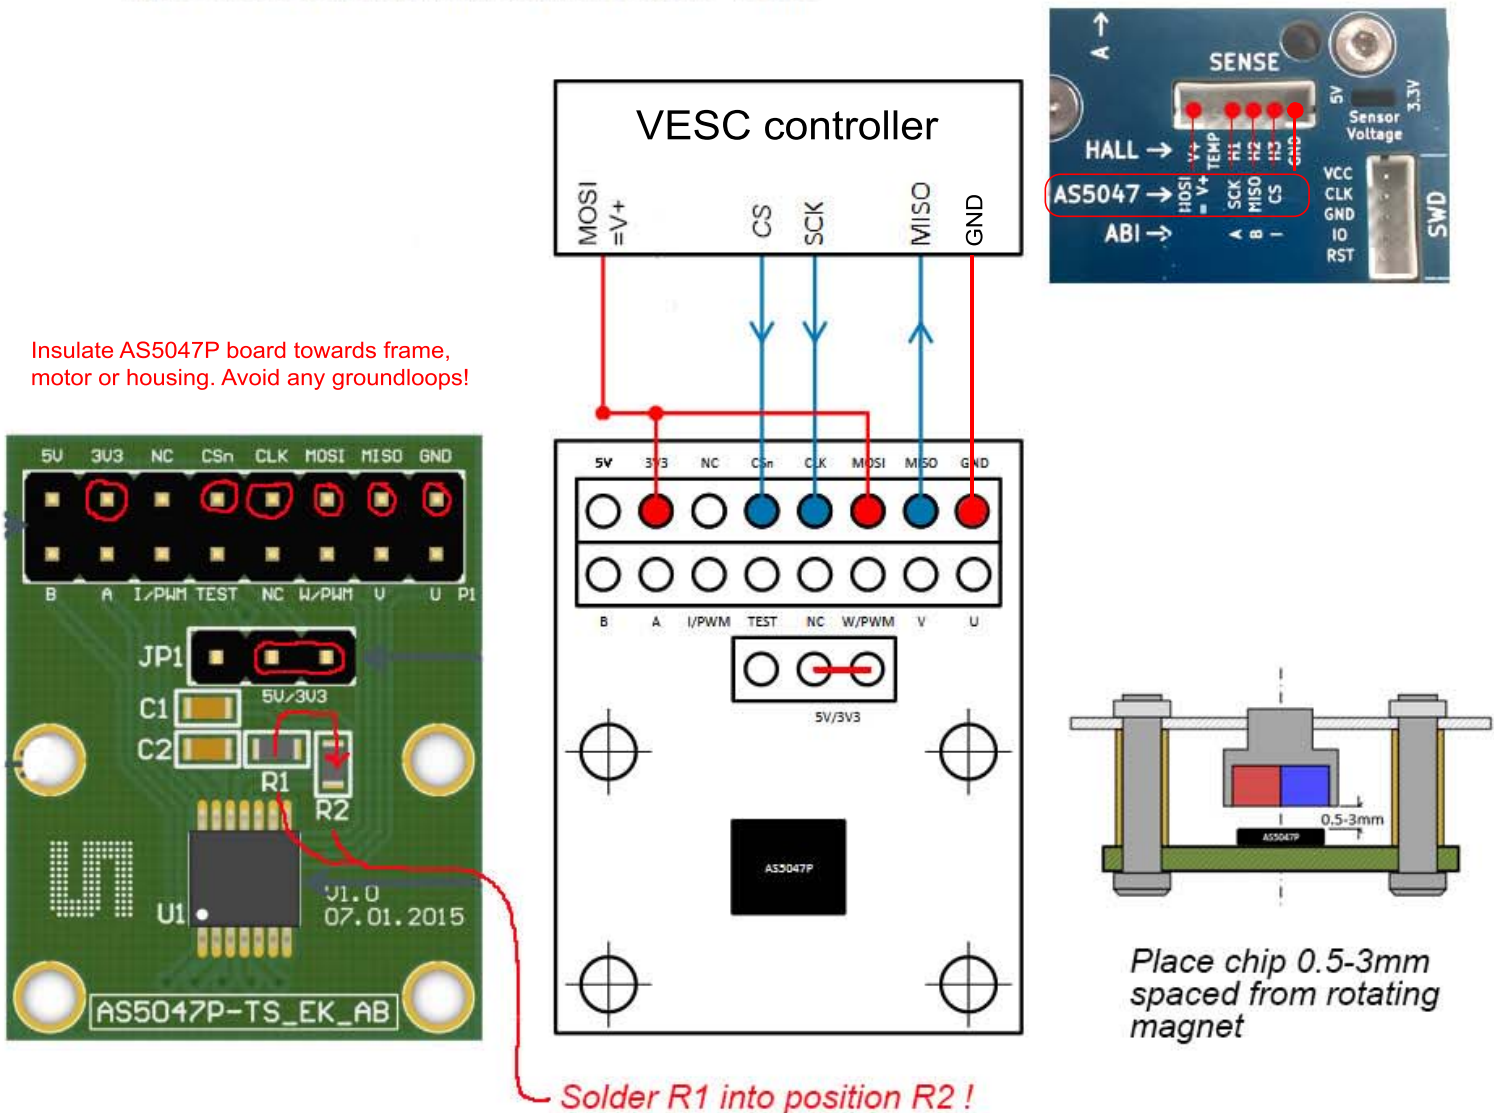 VESC controller
MOSI
=V+
CS
SCK
MISO
GND
A →
SENSE
5V
3.3V
Sensor
Voltage
HALL →
V+
TEMP
H1
H2
H3
GND
AS5047 →
MOSI
= V+
SCK
MISO
CS
ABI →
A
B
I
VCC
CLK
GND
IO
RST
SWD
Insulate AS5047P board towards frame,
motor or housing. Avoid any groundloops!
5V 3V3 NC CSn CLK MOSI MISO GND
B A I/PWM TEST NC W/PWM V U P1
JP1
5V/3V3
C1
C2
R1
R2
U1
V1.0
07.01.2015
AS5047P-TS_EK_AB
5V 3V3 NC CSn CLK MOSI MISO GND
B A I/PWM TEST NC W/PWM V U
5V/3V3
AS5047P
0.5-3mm
AS5047P
Place chip 0.5-3mm
spaced from rotating
magnet
Solder R1 into position R2 !